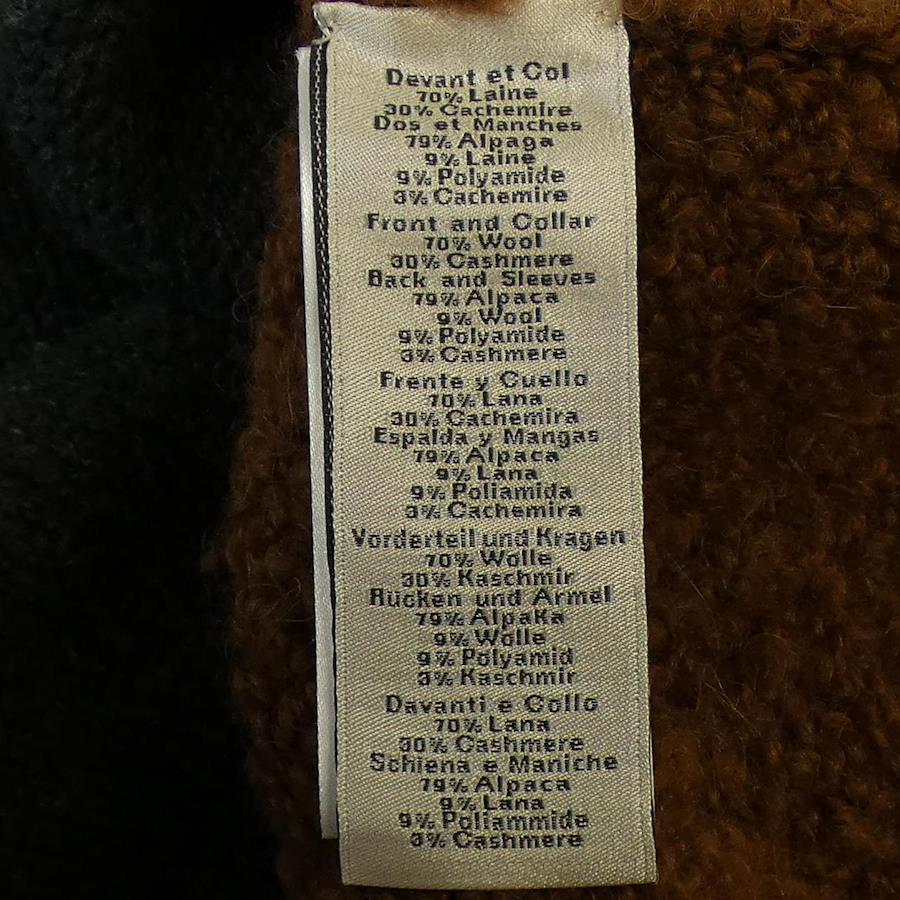 Devant et Col
70% Laine
30% Cachemire
Dos et Manches
79% Alpaga
9% Laine
9% Polyamide
3% Cachemire
Front and Collar
70% Wool
30% Cashmere
Back and Sleeves
79% Alpaca
9% Wool
9% Polyamide
3% Cashmere
Frente y Cuello
70% Lana
30% Cachemira
Espalda y Mangas
79% Alpaca
9% Lana
9% Poliamida
3% Cachemira
Vorderteil und Kragen
70% Wolle
30% Kaschmir
Rücken und Armel
79% Alpaka
9% Wolle
9% Polyamid
3% Kaschmir
Davanti e Collo
70% Lana
30% Cashmere
Schiena e Maniche
79% Alpaca
9% Lana
9% Poliammide
3% Cashmere